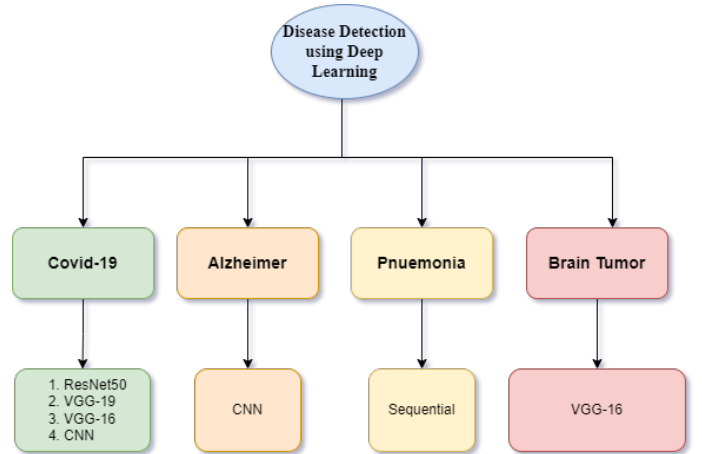 Disease Detection
using Deep
Learning
Covid-19
Alzheimer
Pnuemonia
Brain Tumor
1. ResNet50
2. VGG-19
3. VGG-16
4. CNN
CNN
Sequential
VGG-16